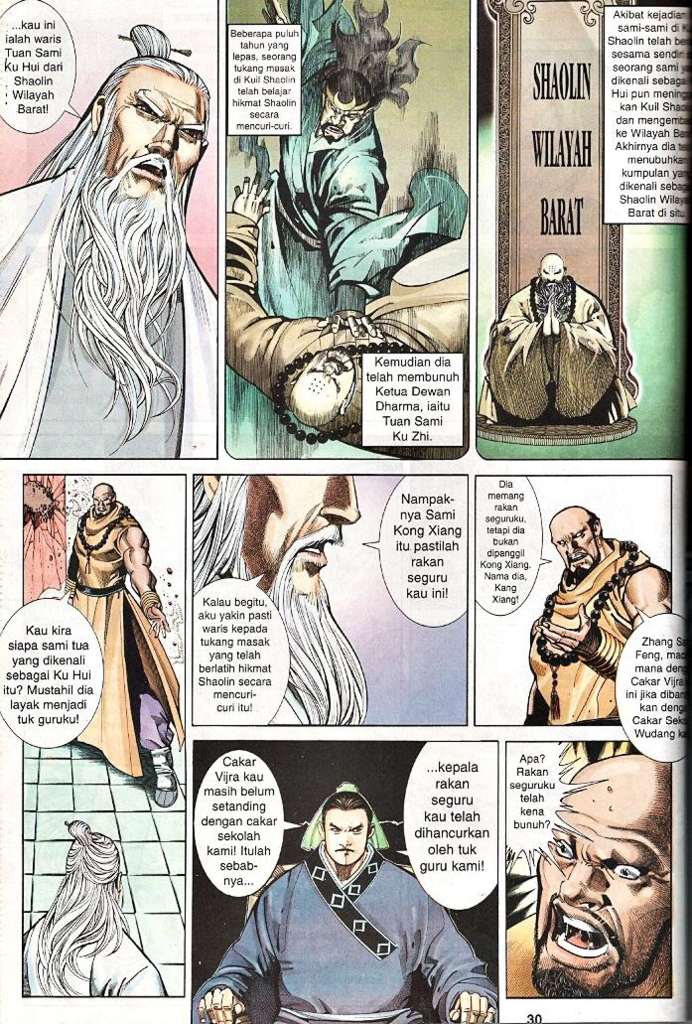 ...kau ini
ialah waris
Tuan Sami
Ku Hui dari
Shaolin
Wilayah
Barat!
Beberapa puluh
tahun yang
lepas, seorang
tukang masak
di Kuil Shaolin
telah belajar
hikmat Shaolin
secara
mencuri-curi.
Kemudian dia
telah membunuh
Ketua Dewan
Dharma, iaitu
Tuan Sami
Ku Zhi.
SHAOLIN
WILAYAH
BARAT
Akibat kejadian
sami-sami di K
Shaolin telah be
sesama sendir
seorang sami
dikenali sebaga
Hui pun mening
kan Kuil Shao
dan mengemb
ke Wilayah Ba
Akhirnya dia te
menubuhka
kumpulan yan
dikenali sebag
Shaolin Wilay
Barat di situ
Kau kira
siapa sami tua
yang dikenali
sebagai Ku Hui
itu? Mustahil dia
layak menjadi
tuk guruku!
Nampak-
nya Sami
Kong Xiang
itu pastilah
rakan
seguru
kau ini!
Kalau begitu,
aku yakin pasti
waris kepada
tukang masak
yang telah
berlatih hikmat
Shaolin secara
mencuri-
curi itu!
Dia
memang
rakan
seguruku,
tetapi dia
bukan
dipanggil
Kong Xiang.
Nama dia,
Kang
Xiang!
Zhang Sa
Feng, mac
mana den
Cakar Vijra
ini jika diban
kan deng
Cakar Seko
Wudang ka
Cakar
Vijra kau
masih belum
setanding
dengan cakar
sekolah
kami! Itulah
sebab-
nya...
...kepala
rakan
seguru
kau telah
dihancurkan
oleh tuk
guru kami!
Apa?
Rakan
seguruku
telah
kena
bunuh?
30